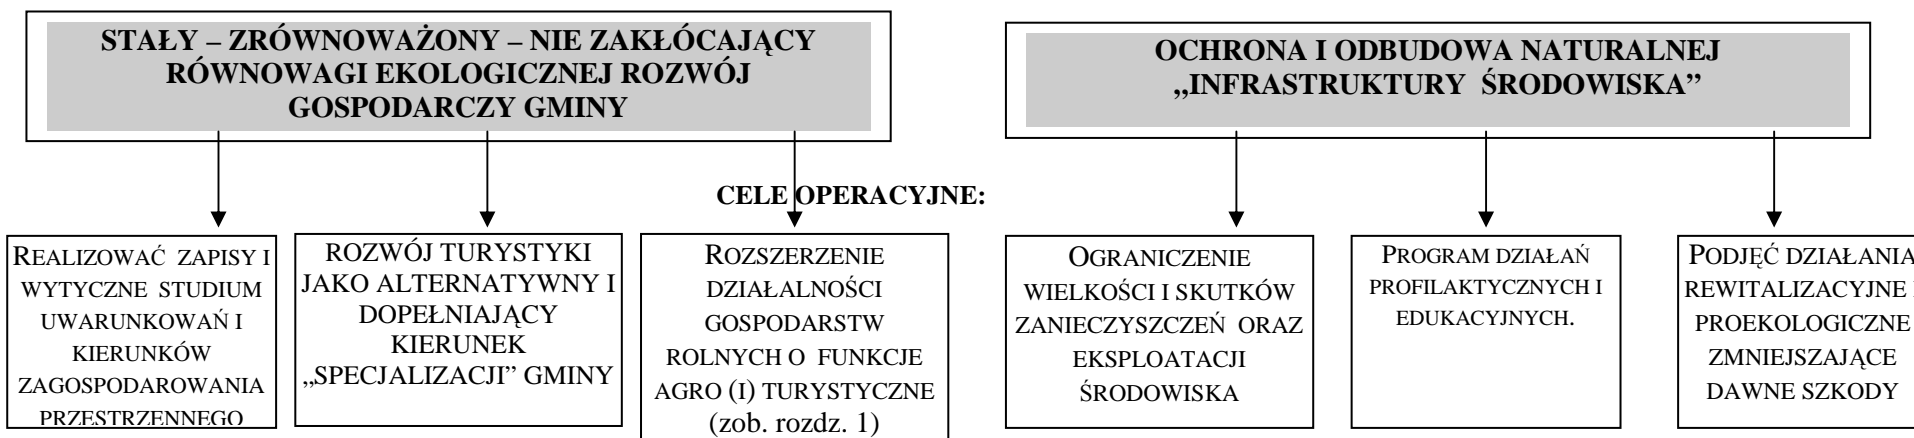 STAŁY – ZRÓWNOWAŻONY – NIE ZAKŁÓCAJĄCY
RÓWNOWAGI EKOLOGICZNEJ ROZWÓJ
GOSPODARCZY GMINY
OCHRONA I ODBUDOWA NATURALNEJ
„INFRASTRUKTURY ŚRODOWISKA”
CELE OPERACYJNE:
REALIZOWAĆ ZAPISY I
WYTYCZNE STUDIUM
UWARUNKOWAŃ I
KIERUNKÓW
ZAGOSPODAROWANIA
PRZESTRZENNEGO
ROZWÓJ TURYSTYKI
JAKO ALTERNATYWNY I
DOPEŁNIAJĄCY
KIERUNEK
„SPECJALIZACJI” GMINY
ROZSZERZENIE
DZIAŁALNOŚCI
GOSPODARSTW
ROLNYCH O FUNKCJE
AGRO (I) TURYSTYCZNE
(zob. rozdz. 1)
OGRANICZENIE
WIELKOŚCI I SKUTKÓW
ZANIECZYSZCZEŃ ORAZ
EKSPLOATACJI
ŚRODOWISKA
PROGRAM DZIAŁAŃ
PROFILAKTYCZNYCH I
EDUKACYJNYCH.
PODJĘĆ DZIAŁANIA
REWITALIZACYJNE I
PROEKOLOGICZNE
ZMNIEJSZAJĄCE
DAWNE SZKODY